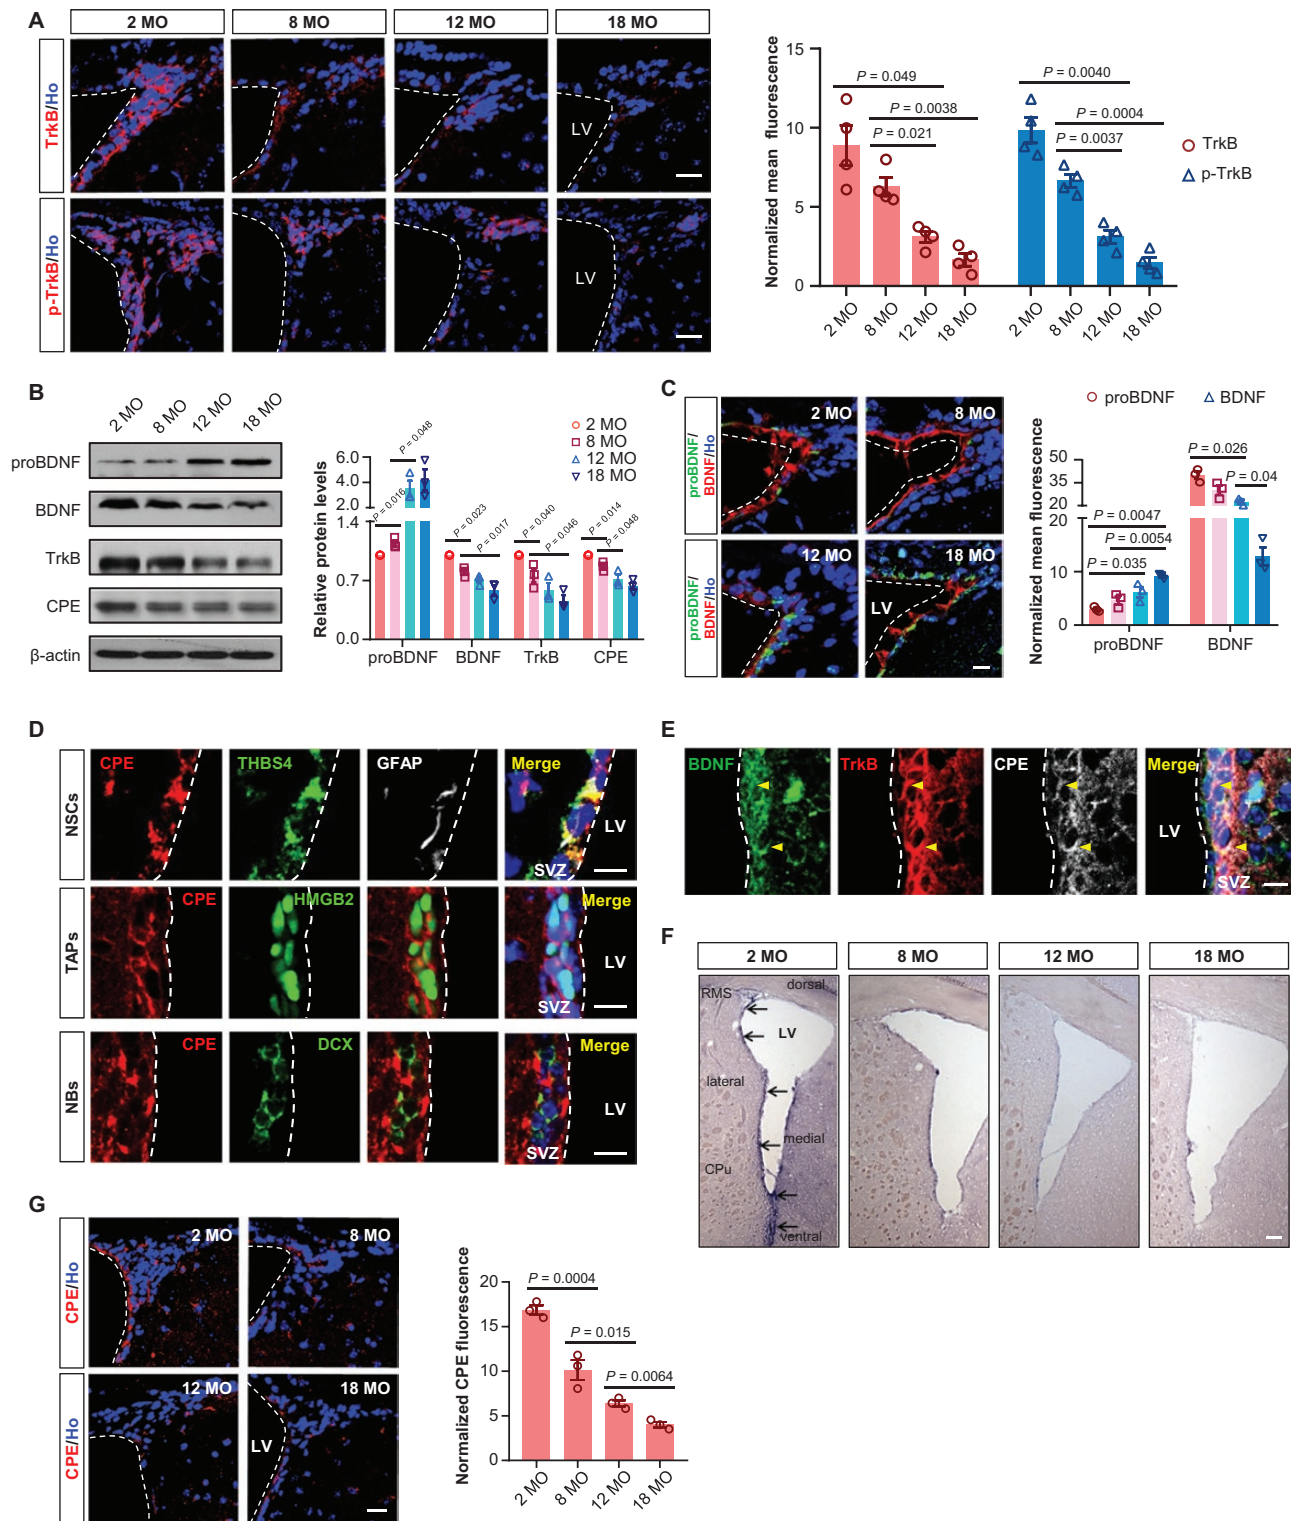 A
2 MO
8 MO
12 MO
18 MO
TrkB/Ho
LV
p-TrkB/Ho
LV
Normalized mean fluorescence
15
10
5
0
P = 0.049
P = 0.0038
P = 0.021
P = 0.0040
P = 0.0004
P = 0.0037
TrkB
p-TrkB
2 MO
8 MO
12 MO
18 MO
2 MO
8 MO
12 MO
18 MO
B
2 MO
8 MO
12 MO
18 MO
proBDNF
BDNF
TrkB
CPE
β-actin
Relative protein levels
6.0
4.0
2.0
1.4
0.7
0.0
P = 0.016
P = 0.048
P = 0.023
P = 0.017
P = 0.040
P = 0.046
P = 0.014
P = 0.048
2 MO
8 MO
12 MO
18 MO
proBDNF
BDNF
TrkB
CPE
C
proBDNF/
BDNF/Ho
2 MO
8 MO
proBDNF/
BDNF/Ho
12 MO
18 MO
LV
proBDNF
BDNF
Normalized mean fluorescence
50
35
20
20
10
0
P = 0.026
P = 0.04
P = 0.0047
P = 0.0054
P = 0.035
proBDNF
BDNF
D
NSCs
CPE
THBS4
GFAP
Merge
LV
SVZ
TAPs
CPE
HMGB2
Merge
LV
SVZ
NBs
CPE
DCX
Merge
LV
SVZ
E
BDNF
TrkB
CPE
Merge
LV
SVZ
F
2 MO
8 MO
12 MO
18 MO
RMS
dorsal
LV
lateral
medial
CPu
ventral
G
CPE/Ho
2 MO
8 MO
CPE/Ho
12 MO
18 MO
LV
Normalized CPE fluorescence
20
15
10
5
0
P = 0.0004
P = 0.015
P = 0.0064
2 MO
8 MO
12 MO
18 MO